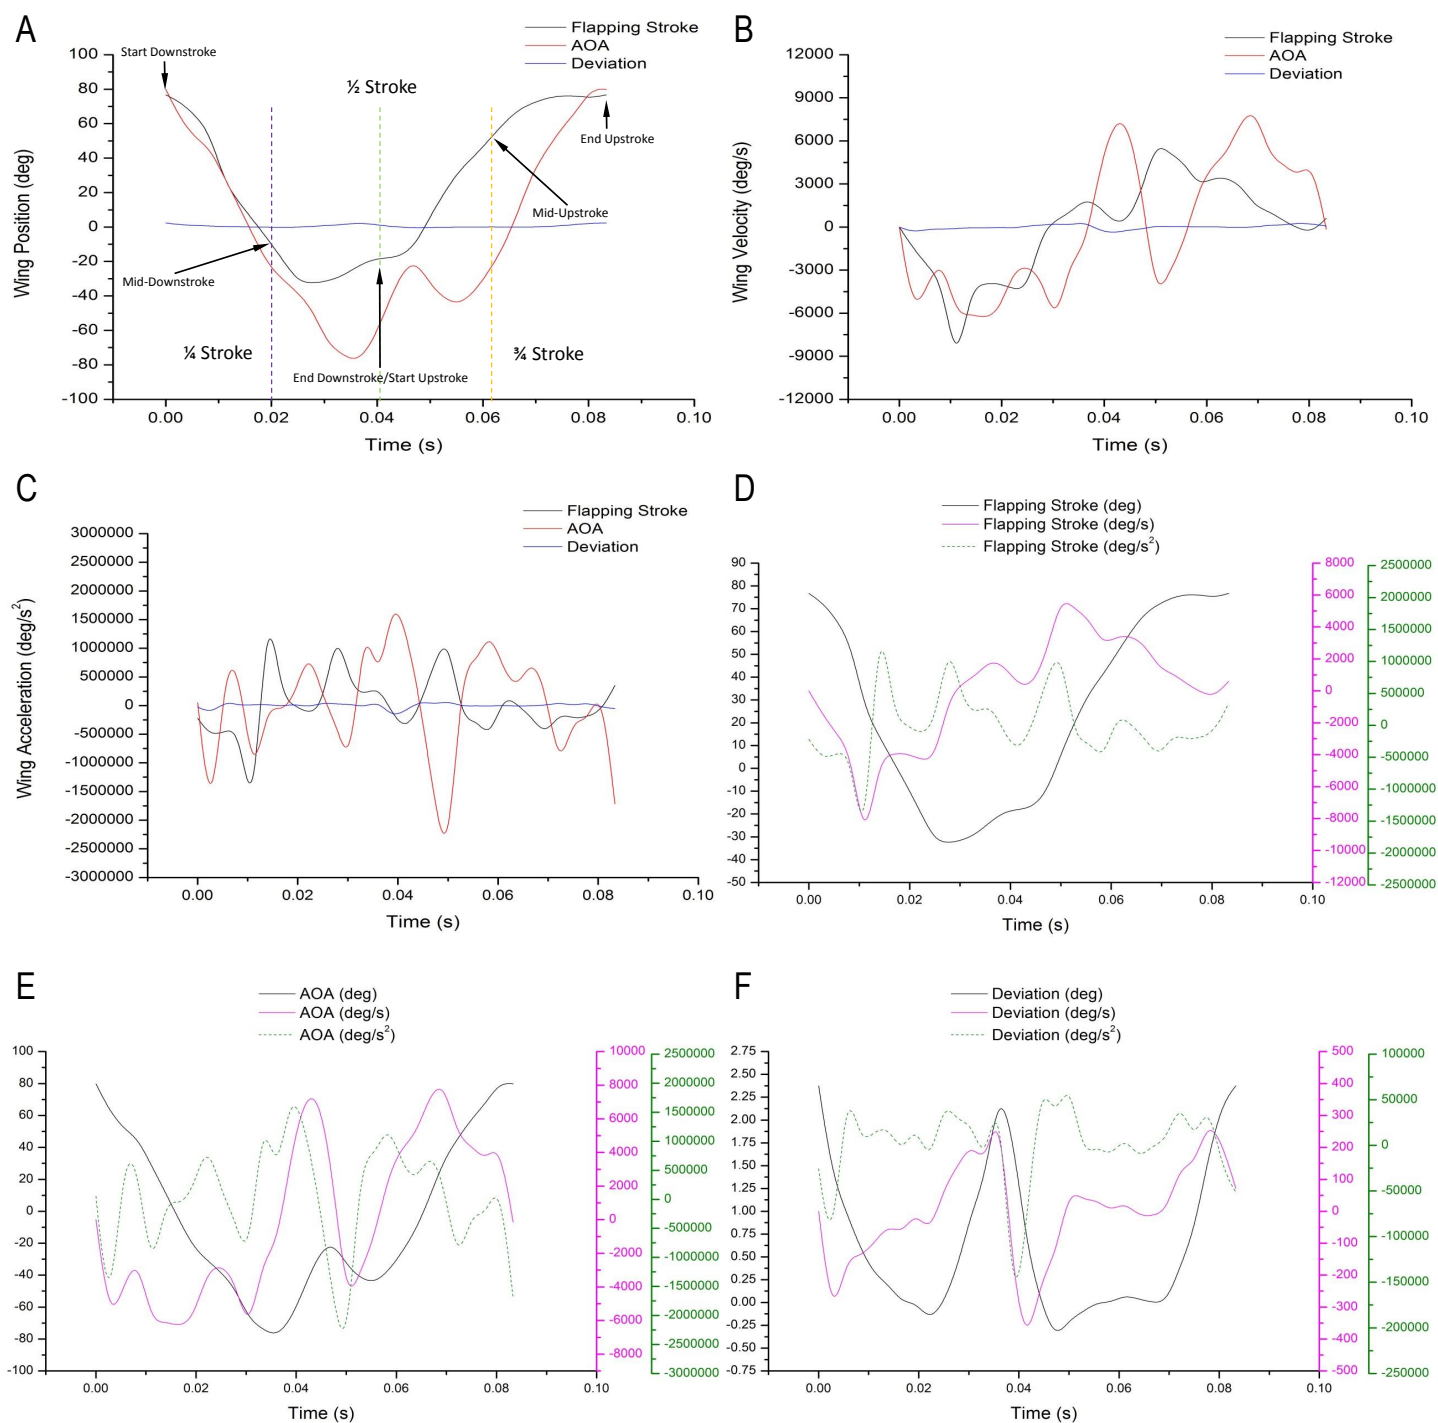 A
Flapping Stroke
AOA
Deviation
Start Downstroke
½ Stroke
End Upstroke
Mid-Upstroke
Mid-Downstroke
¼ Stroke
¾ Stroke
End Downstroke/Start Upstroke
Wing Position (deg)
100
80
60
40
20
0
-20
-40
-60
-80
-100
0.00 0.02 0.04 0.06 0.08 0.10
Time (s)
B
Flapping Stroke
AOA
Deviation
Wing Velocity (deg/s)
12000
9000
6000
3000
0
-3000
-6000
-9000
-12000
0.00 0.02 0.04 0.06 0.08 0.10
Time (s)
C
Flapping Stroke
AOA
Deviation
Wing Acceleration (deg/s²)
3000000
2500000
2000000
1500000
1000000
500000
0
-500000
-1000000
-1500000
-2000000
-2500000
-3000000
0.00 0.02 0.04 0.06 0.08 0.10
Time (s)
D
Flapping Stroke (deg)
Flapping Stroke (deg/s)
Flapping Stroke (deg/s²)
90
80
70
60
50
40
30
20
10
0
-10
-20
-30
-40
-50
8000
6000
4000
2000
0
-2000
-4000
-6000
-8000
-10000
-12000
2500000
2000000
1500000
1000000
500000
0
-500000
-1000000
-1500000
-2000000
-2500000
0.00 0.02 0.04 0.06 0.08 0.10
Time (s)
E
AOA (deg)
AOA (deg/s)
AOA (deg/s²)
100
80
60
40
20
0
-20
-40
-60
-80
-100
10000
8000
6000
4000
2000
0
-2000
-4000
-6000
-8000
2500000
2000000
1500000
1000000
500000
0
-500000
-1000000
-1500000
-2000000
-2500000
-3000000
0.00 0.02 0.04 0.06 0.08 0.10
Time (s)
F
Deviation (deg)
Deviation (deg/s)
Deviation (deg/s²)
2.75
2.50
2.25
2.00
1.75
1.50
1.25
1.00
0.75
0.50
0.25
0.00
-0.25
-0.50
-0.75
500
400
300
200
100
0
-100
-200
-300
-400
-500
100000
50000
0
-50000
-100000
-150000
-200000
-250000
0.00 0.02 0.04 0.06 0.08 0.10
Time (s)